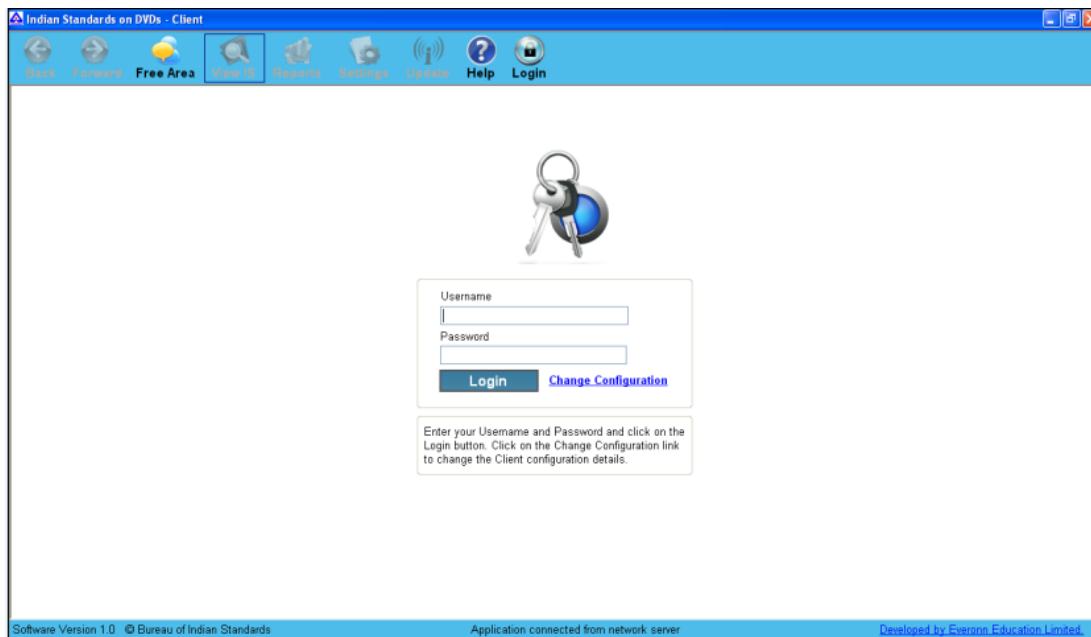 Indian Standards on DVDs - Client
Back Forward Free Area View IS Reports Settings Update Help Login
Username
Password
Login Change Configuration
Enter your Username and Password and click on the
Login button. Click on the Change Configuration link
to change the Client configuration details.
Software Version 1.0 © Bureau of Indian Standards Application connected from network server Developed by Everonn Education Limited.